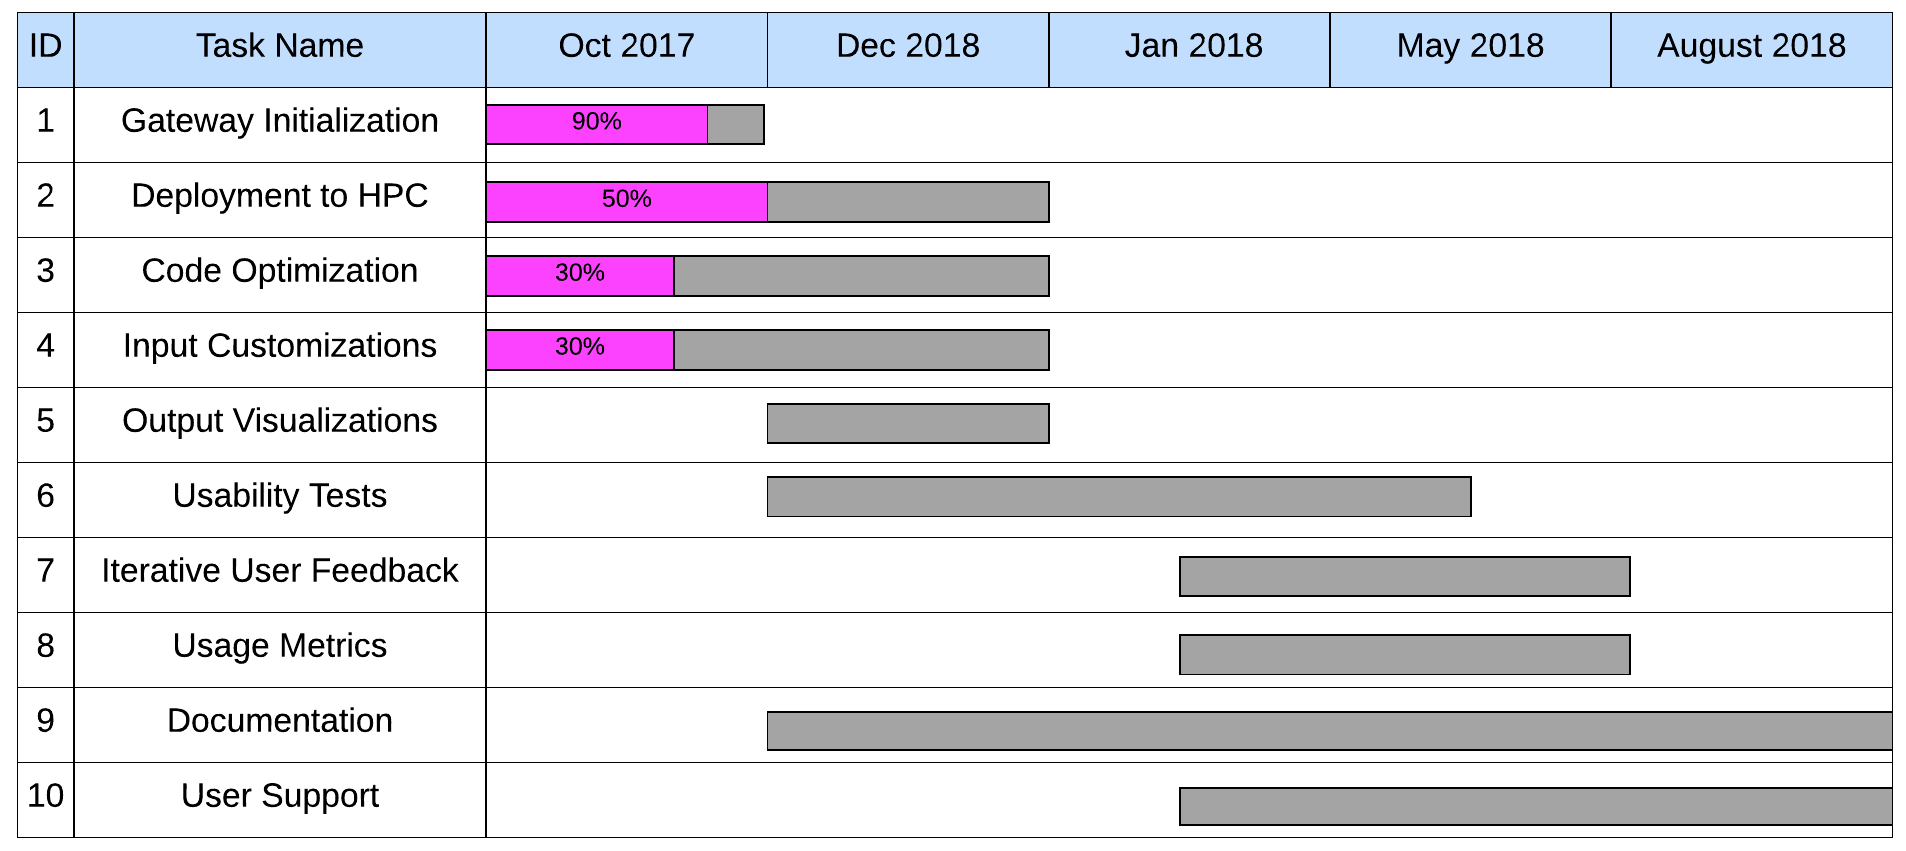 ID Task Name Oct 2017 Dec 2018 Jan 2018 May 2018 August 2018
1 Gateway Initialization 90%
2 Deployment to HPC 50%
3 Code Optimization 30%
4 Input Customizations 30%
5 Output Visualizations
6 Usability Tests
7 Iterative User Feedback
8 Usage Metrics
9 Documentation
10 User Support